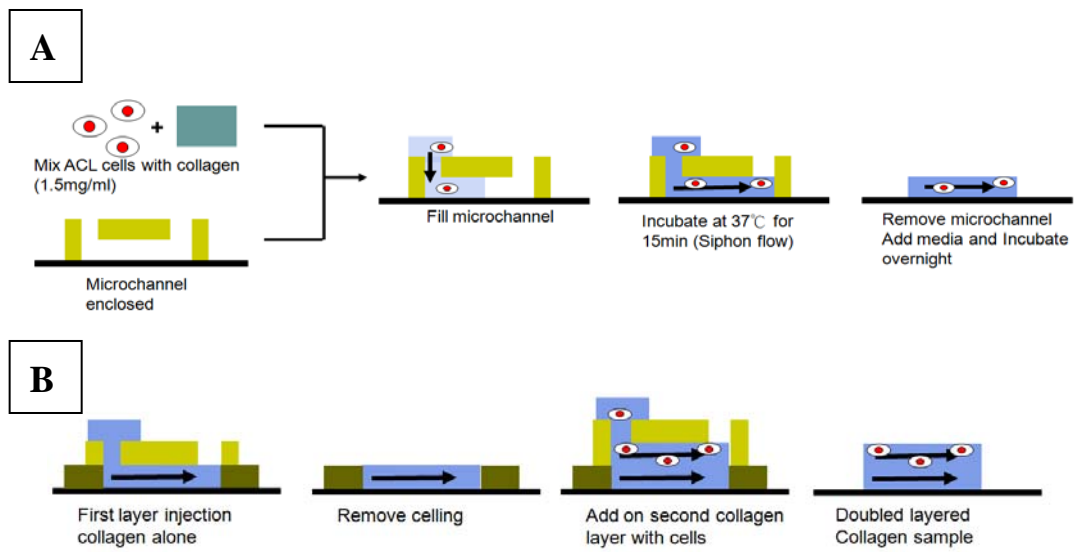 A
+
Mix ACL cells with collagen
(1.5mg/ml)
Microchannel
enclosed
Fill microchannel
Incubate at 37℃ for
15min (Siphon flow)
Remove microchannel
Add media and Incubate
overnight
B
First layer injection
collagen alone
Remove celling
Add on second collagen
layer with cells
Doubled layered
Collagen sample